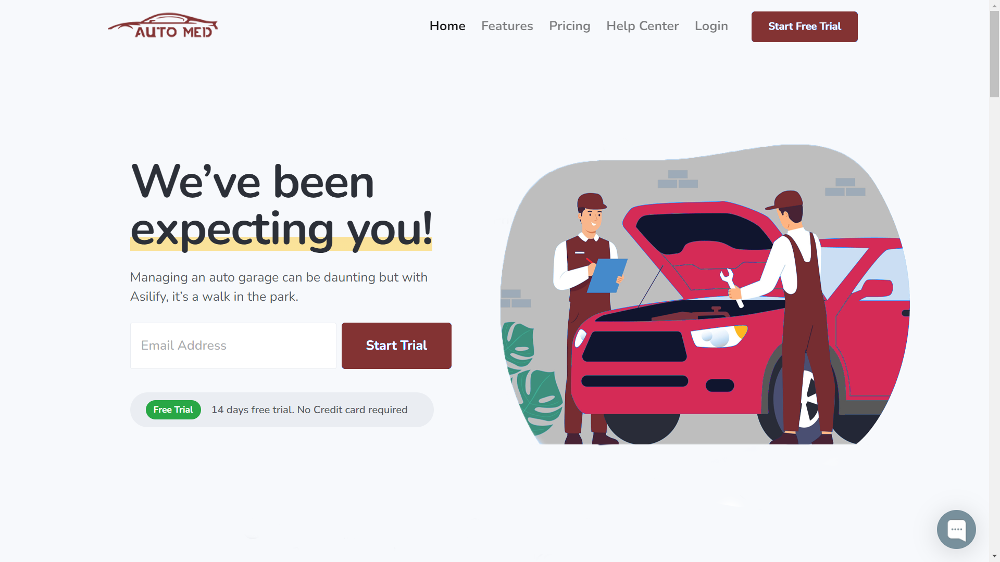 AUTO MED
Home Features Pricing Help Center Login Start Free Trial
We’ve been
expecting you!
Managing an auto garage can be daunting but with
Asilify, it’s a walk in the park.
Email Address Start Trial
Free Trial 14 days free trial. No Credit card required